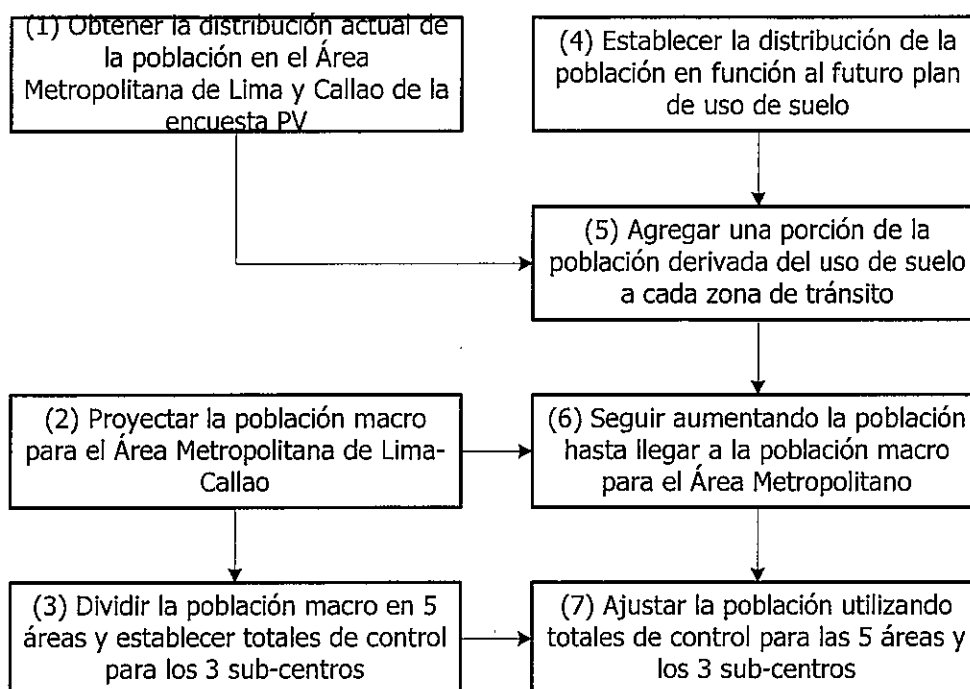 (1) Obtener la distribución actual de
la población en el Área
Metropolitana de Lima y Callao de la
encuesta PV
(4) Establecer la distribución de la
población en función al futuro plan
de uso de suelo
(5) Agregar una porción de la
población derivada del uso de suelo
a cada zona de tránsito
(2) Proyectar la población macro
para el Área Metropolitana de Lima-
Callao
(6) Seguir aumentando la población
hasta llegar a la población macro
para el Área Metropolitano
(3) Dividir la población macro en 5
áreas y establecer totales de control
para los 3 sub-centros
(7) Ajustar la población utilizando
totales de control para las 5 áreas y
los 3 sub-centros